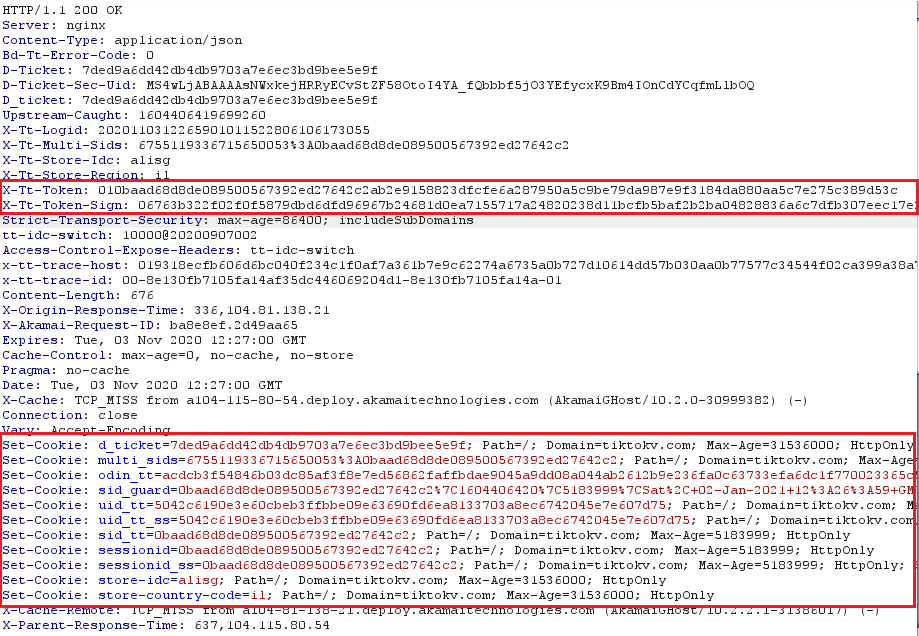 HTTP/1.1 200 OK
Server: nginx
Content-Type: application/json
Bd-Tt-Error-Code: 0
D-Ticket: 7ded9a6dd42db4db9703a7e6ec3bd9bee5e9f
D-Ticket-Sec-Uid: MS4wLjABAAAAsNWxkejHRRyECvStZF58OtoI4YA_fQbbbf5jO3YEfycxK9Bm4IOnCdYCqfmLlbOQ
D_ticket: 7ded9a6dd42db4db9703a7e6ec3bd9bee5e9f
Upstream-Caught: 1604406419699260
X-Tt-Logid: 202011031226590101152280610617305​5
X-Tt-Multi-Sids: 6755119336715650053%3A0baad68d8de089500567392ed27642c2
X-Tt-Store-Idc: alisg
X-Tt-Store-Region: il
X-Tt-Token: 010baad68d8de089500567392ed27642c2ab2e9158823dfcfe6a287950a5c9be79da987e9f3184da880aa5c7e275c389d53c
X-Tt-Token-Sign: 06763b322f02f0f5879dbd6dfd96967b24681d0ea7155717a24820238d11bcfb5baf2b2ba04828836a6c7dfb307eec17e
Strict-Transport-Security: max-age=86400; includeSubDomains
tt-idc-switch: 10000@20200907002
Access-Control-Expose-Headers: tt-idc-switch
x-tt-trace-host: 019318ecfb606d6bc040f234c1f0af7a361b7e9c62274a6735a0b727d10614dd57b030aa0b77577c34544f02ca399a38a
x-tt-trace-id: 00-8e130fb7105fa14af35dc446069204d1-8e130fb7105fa14a-01
Content-Length: 676
X-Origin-Response-Time: 336,104.81.138.21
X-Akamai-Request-ID: ba8e8ef.2d49aa65
Expires: Tue, 03 Nov 2020 12:27:00 GMT
Cache-Control: max-age=0, no-cache, no-store
Pragma: no-cache
Date: Tue, 03 Nov 2020 12:27:00 GMT
X-Cache: TCP_MISS from a104-115-80-54.deploy.akamaitechnologies.com (AkamaiGHost/10.2.0-30999382) (-)
Connection: close
Vary: Accept-Encoding
Set-Cookie: d_ticket=7ded9a6dd42db4db9703a7e6ec3bd9bee5e9f; Path=/; Domain=tiktokv.com; Max-Age=31536000; HttpOnly
Set-Cookie: multi_sids=6755119336715650053%3A0baad68d8de089500567392ed27642c2; Path=/; Domain=tiktokv.com; Max-Age=
Set-Cookie: odin_tt=acdcb3f54846b03dc85af3f8e7ed56862faffbdae9045a9dd08a044ab2612b9e236fa0c63733efa6dc1f770023365c
Set-Cookie: sid_guard=0baad68d8de089500567392ed27642c2%7C1604406420%7C5183999%7CSat%2C+02-Jan-2021+12%3A26%3A59+GM
Set-Cookie: uid_tt=5042c6190e3e60cbeb3ffbbe09e63690fd6ea8133703a8ec6742045e7e607d75; Path=/; Domain=tiktokv.com; M
Set-Cookie: uid_tt_ss=5042c6190e3e60cbeb3ffbbe09e63690fd6ea8133703a8ec6742045e7e607d75; Path=/; Domain=tiktokv.com
Set-Cookie: sid_tt=0baad68d8de089500567392ed27642c2; Path=/; Domain=tiktokv.com; Max-Age=5183999; HttpOnly
Set-Cookie: sessionid=0baad68d8de089500567392ed27642c2; Path=/; Domain=tiktokv.com; Max-Age=5183999; HttpOnly
Set-Cookie: sessionid_ss=0baad68d8de089500567392ed27642c2; Path=/; Domain=tiktokv.com; Max-Age=5183999; HttpOnly;
Set-Cookie: store-idc=alisg; Path=/; Domain=tiktokv.com; Max-Age=31536000; HttpOnly
Set-Cookie: store-country-code=il; Path=/; Domain=tiktokv.com; Max-Age=31536000; HttpOnly
X-Cache-Remote: TCP_MISS from a104-81-138-21.deploy.akamaitechnologies.com (AkamaiGHost/10.2.2.1-31386017) (-)
X-Parent-Response-Time: 637,104.115.80.54